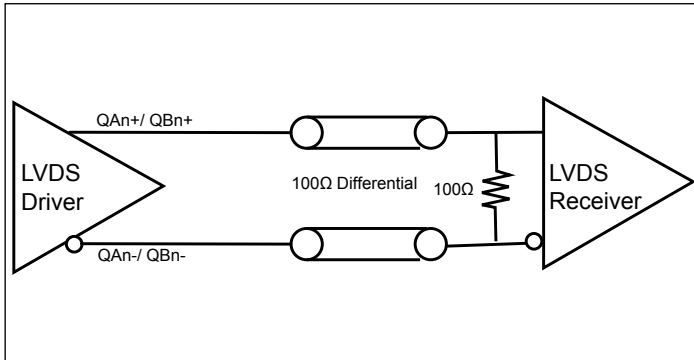 QAn+/ QBn+
LVDS
Driver
100Ω Differential
100Ω
LVDS
Receiver
QAn-/ QBn-